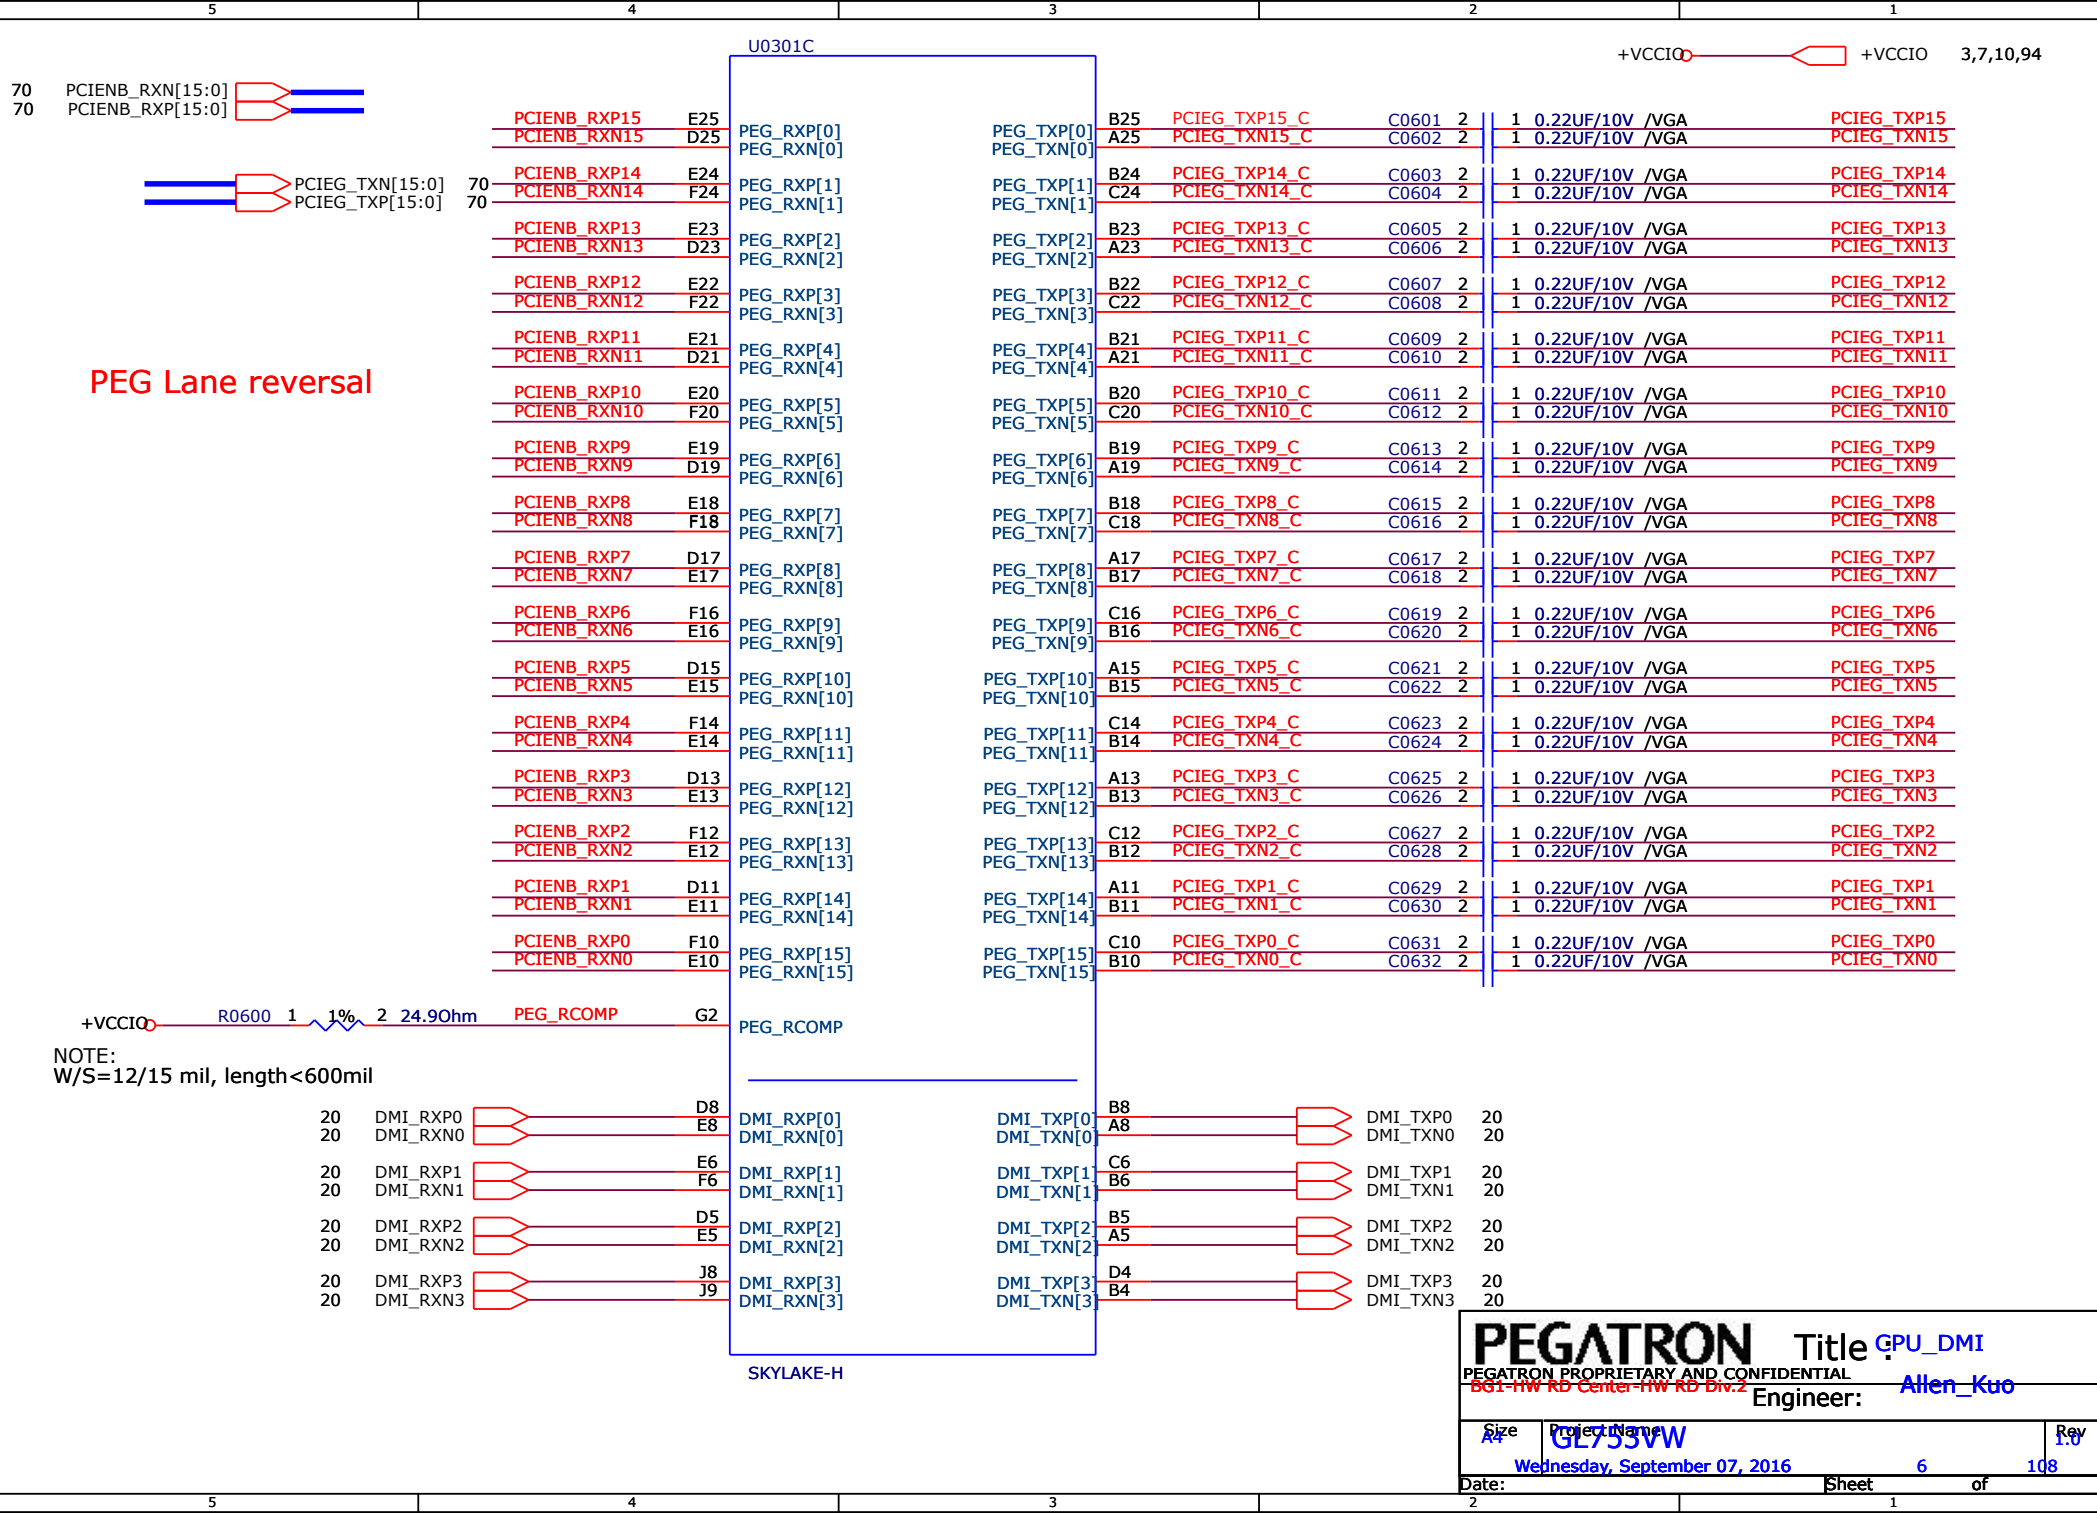 5 4 3 2 1
U0301C
+VCCIO +VCCIO 3,7,10,94
70 PCIENB_RXN[15:0]
70 PCIENB_RXP[15:0]
PCIENB_RXP15 E25 PEG_RXP[0] PEG_TXP[0] B25 PCIEG_TXP15_C C0601 2 1 0.22UF/10V /VGA PCIEG_TXP15
PCIENB_RXN15 D25 PEG_RXN[0] PEG_TXN[0] A25 PCIEG_TXN15_C C0602 2 1 0.22UF/10V /VGA PCIEG_TXN15
PCIEG_TXN[15:0] 70
PCIEG_TXP[15:0] 70
PCIENB_RXP14 E24 PEG_RXP[1] PEG_TXP[1] B24 PCIEG_TXP14_C C0603 2 1 0.22UF/10V /VGA PCIEG_TXP14
PCIENB_RXN14 F24 PEG_RXN[1] PEG_TXN[1] C24 PCIEG_TXN14_C C0604 2 1 0.22UF/10V /VGA PCIEG_TXN14
PCIENB_RXP13 E23 PEG_RXP[2] PEG_TXP[2] B23 PCIEG_TXP13_C C0605 2 1 0.22UF/10V /VGA PCIEG_TXP13
PCIENB_RXN13 D23 PEG_RXN[2] PEG_TXN[2] A23 PCIEG_TXN13_C C0606 2 1 0.22UF/10V /VGA PCIEG_TXN13
PCIENB_RXP12 E22 PEG_RXP[3] PEG_TXP[3] B22 PCIEG_TXP12_C C0607 2 1 0.22UF/10V /VGA PCIEG_TXP12
PCIENB_RXN12 F22 PEG_RXN[3] PEG_TXN[3] C22 PCIEG_TXN12_C C0608 2 1 0.22UF/10V /VGA PCIEG_TXN12
PCIENB_RXP11 E21 PEG_RXP[4] PEG_TXP[4] B21 PCIEG_TXP11_C C0609 2 1 0.22UF/10V /VGA PCIEG_TXP11
PCIENB_RXN11 D21 PEG_RXN[4] PEG_TXN[4] A21 PCIEG_TXN11_C C0610 2 1 0.22UF/10V /VGA PCIEG_TXN11
PEG Lane reversal
PCIENB_RXP10 E20 PEG_RXP[5] PEG_TXP[5] B20 PCIEG_TXP10_C C0611 2 1 0.22UF/10V /VGA PCIEG_TXP10
PCIENB_RXN10 F20 PEG_RXN[5] PEG_TXN[5] C20 PCIEG_TXN10_C C0612 2 1 0.22UF/10V /VGA PCIEG_TXN10
PCIENB_RXP9 E19 PEG_RXP[6] PEG_TXP[6] B19 PCIEG_TXP9_C C0613 2 1 0.22UF/10V /VGA PCIEG_TXP9
PCIENB_RXN9 D19 PEG_RXN[6] PEG_TXN[6] A19 PCIEG_TXN9_C C0614 2 1 0.22UF/10V /VGA PCIEG_TXN9
PCIENB_RXP8 E18 PEG_RXP[7] PEG_TXP[7] B18 PCIEG_TXP8_C C0615 2 1 0.22UF/10V /VGA PCIEG_TXP8
PCIENB_RXN8 F18 PEG_RXN[7] PEG_TXN[7] C18 PCIEG_TXN8_C C0616 2 1 0.22UF/10V /VGA PCIEG_TXN8
PCIENB_RXP7 D17 PEG_RXP[8] PEG_TXP[8] A17 PCIEG_TXP7_C C0617 2 1 0.22UF/10V /VGA PCIEG_TXP7
PCIENB_RXN7 E17 PEG_RXN[8] PEG_TXN[8] B17 PCIEG_TXN7_C C0618 2 1 0.22UF/10V /VGA PCIEG_TXN7
PCIENB_RXP6 F16 PEG_RXP[9] PEG_TXP[9] C16 PCIEG_TXP6_C C0619 2 1 0.22UF/10V /VGA PCIEG_TXP6
PCIENB_RXN6 E16 PEG_RXN[9] PEG_TXN[9] B16 PCIEG_TXN6_C C0620 2 1 0.22UF/10V /VGA PCIEG_TXN6
PCIENB_RXP5 D15 PEG_RXP[10] PEG_TXP[10] A15 PCIEG_TXP5_C C0621 2 1 0.22UF/10V /VGA PCIEG_TXP5
PCIENB_RXN5 E15 PEG_RXN[10] PEG_TXN[10] B15 PCIEG_TXN5_C C0622 2 1 0.22UF/10V /VGA PCIEG_TXN5
PCIENB_RXP4 F14 PEG_RXP[11] PEG_TXP[11] C14 PCIEG_TXP4_C C0623 2 1 0.22UF/10V /VGA PCIEG_TXP4
PCIENB_RXN4 E14 PEG_RXN[11] PEG_TXN[11] B14 PCIEG_TXN4_C C0624 2 1 0.22UF/10V /VGA PCIEG_TXN4
PCIENB_RXP3 D13 PEG_RXP[12] PEG_TXP[12] A13 PCIEG_TXP3_C C0625 2 1 0.22UF/10V /VGA PCIEG_TXP3
PCIENB_RXN3 E13 PEG_RXN[12] PEG_TXN[12] B13 PCIEG_TXN3_C C0626 2 1 0.22UF/10V /VGA PCIEG_TXN3
PCIENB_RXP2 F12 PEG_RXP[13] PEG_TXP[13] C12 PCIEG_TXP2_C C0627 2 1 0.22UF/10V /VGA PCIEG_TXP2
PCIENB_RXN2 E12 PEG_RXN[13] PEG_TXN[13] B12 PCIEG_TXN2_C C0628 2 1 0.22UF/10V /VGA PCIEG_TXN2
PCIENB_RXP1 D11 PEG_RXP[14] PEG_TXP[14] A11 PCIEG_TXP1_C C0629 2 1 0.22UF/10V /VGA PCIEG_TXP1
PCIENB_RXN1 E11 PEG_RXN[14] PEG_TXN[14] B11 PCIEG_TXN1_C C0630 2 1 0.22UF/10V /VGA PCIEG_TXN1
PCIENB_RXP0 F10 PEG_RXP[15] PEG_TXP[15] C10 PCIEG_TXP0_C C0631 2 1 0.22UF/10V /VGA PCIEG_TXP0
PCIENB_RXN0 E10 PEG_RXN[15] PEG_TXN[15] B10 PCIEG_TXN0_C C0632 2 1 0.22UF/10V /VGA PCIEG_TXN0
+VCCIO R0600 1 1% 2 24.9Ohm PEG_RCOMP G2 PEG_RCOMP
NOTE:
W/S=12/15 mil, length<600mil
20 DMI_RXP0 D8 DMI_RXP[0] DMI_TXP[0] B8 DMI_TXP0 20
20 DMI_RXN0 E8 DMI_RXN[0] DMI_TXN[0] A8 DMI_TXN0 20
20 DMI_RXP1 E6 DMI_RXP[1] DMI_TXP[1] C6 DMI_TXP1 20
20 DMI_RXN1 F6 DMI_RXN[1] DMI_TXN[1] B6 DMI_TXN1 20
20 DMI_RXP2 D5 DMI_RXP[2] DMI_TXP[2] B5 DMI_TXP2 20
20 DMI_RXN2 E5 DMI_RXN[2] DMI_TXN[2] A5 DMI_TXN2 20
20 DMI_RXP3 J8 DMI_RXP[3] DMI_TXP[3] D4 DMI_TXP3 20
20 DMI_RXN3 J9 DMI_RXN[3] DMI_TXN[3] B4 DMI_TXN3 20
SKYLAKE-H
PEGATRON Title : GPU_DMI
PEGATRON PROPRIETARY AND CONFIDENTIAL
BG1-HW RD Center-HW RD Div.2 Engineer: Allen_Kuo
Size Project Name Rev
A4 GL753VW 1.0
Wednesday, September 07, 2016 6 108
Date: Sheet of
5 4 3 2 1